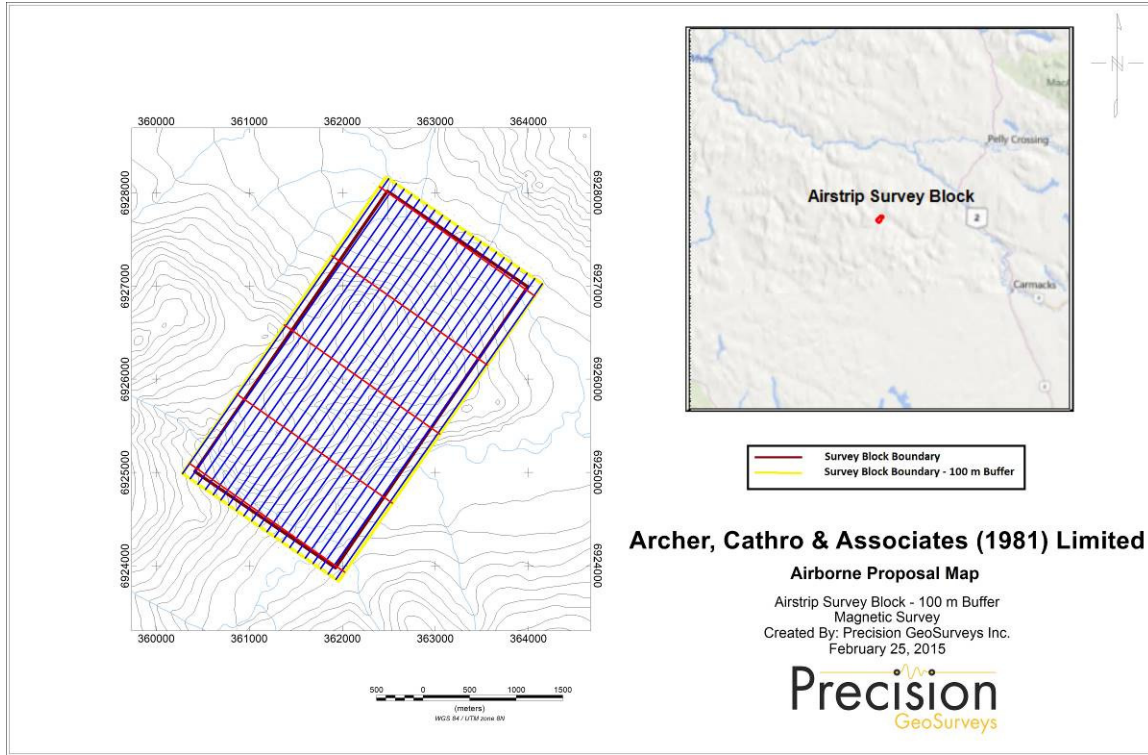 360000 361000 362000 363000 364000
6928000 6928000
6927000 6927000
6926000 6926000
6925000 6925000
6924000 6924000
360000 361000 362000 363000 364000
500 0 500 1000 1500
(meters)
WGS 84 / UTM zone 8N
N
Pelly Crossing
Airstrip Survey Block
2
Carmacks
Survey Block Boundary
Survey Block Boundary - 100 m Buffer
Archer, Cathro & Associates (1981) Limited
Airborne Proposal Map
Airstrip Survey Block - 100 m Buffer
Magnetic Survey
Created By: Precision GeoSurveys Inc.
February 25, 2015
Precision
GeoSurveys